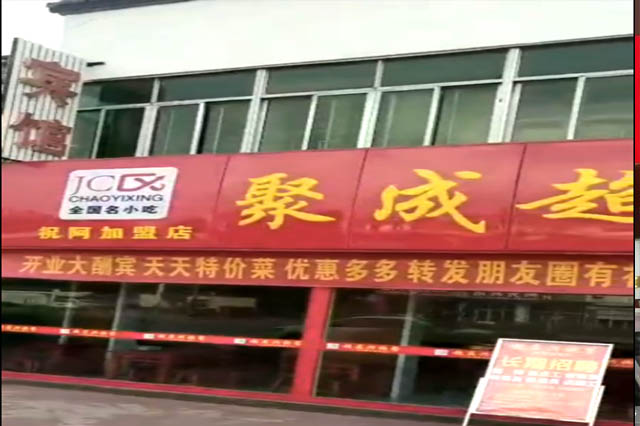 宾馆
JC
CHAOYIXING
全国名小吃
祝阿加盟店
聚成超
开业大酬宾 天天特价菜 优惠多多 转发朋友圈有
长期招聘